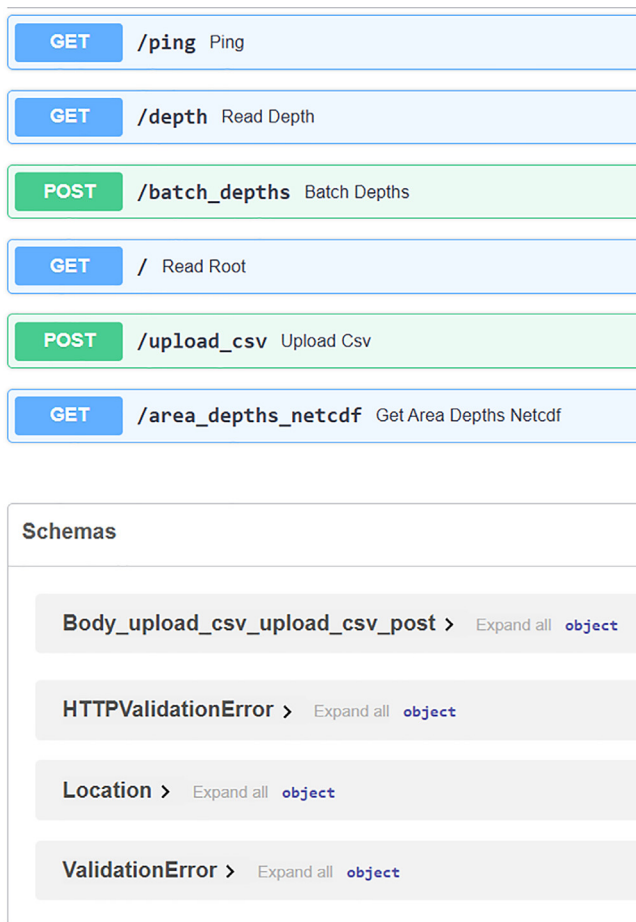 GET /ping Ping
GET /depth Read Depth
POST /batch_depths Batch Depths
GET / Read Root
POST /upload_csv Upload Csv
GET /area_depths_netcdf Get Area Depths Netcdf
Schemas
Body_upload_csv_upload_csv_post > Expand all object
HTTPValidationError > Expand all object
Location > Expand all object
ValidationError > Expand all object